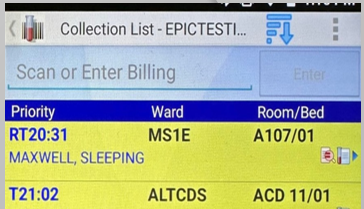 Collection List - EPICTESTI...
Scan or Enter Billing Enter
Priority Ward Room/Bed
RT20:31 MS1E A107/01
MAXWELL, SLEEPING
T21:02 ALTCDS ACD 11/01